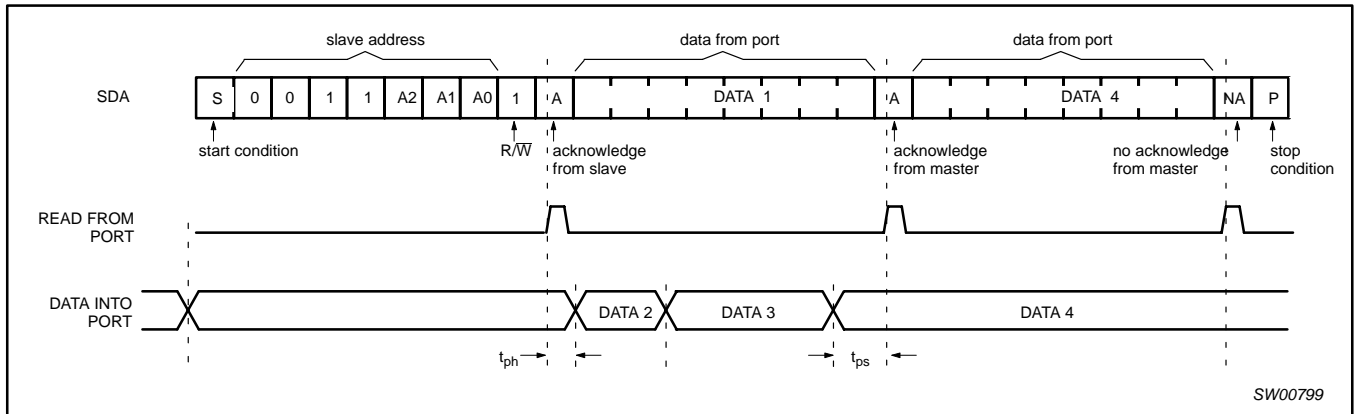 slave address data from port data from port
SDA S 0 0 1 1 A2 A1 A0 1 A DATA 1 A DATA 4 NA P
start condition R/W̅ acknowledge from slave acknowledge from master no acknowledge from master stop condition
READ FROM
PORT
DATA INTO
PORT DATA 2 DATA 3 DATA 4
tph tps
SW00799